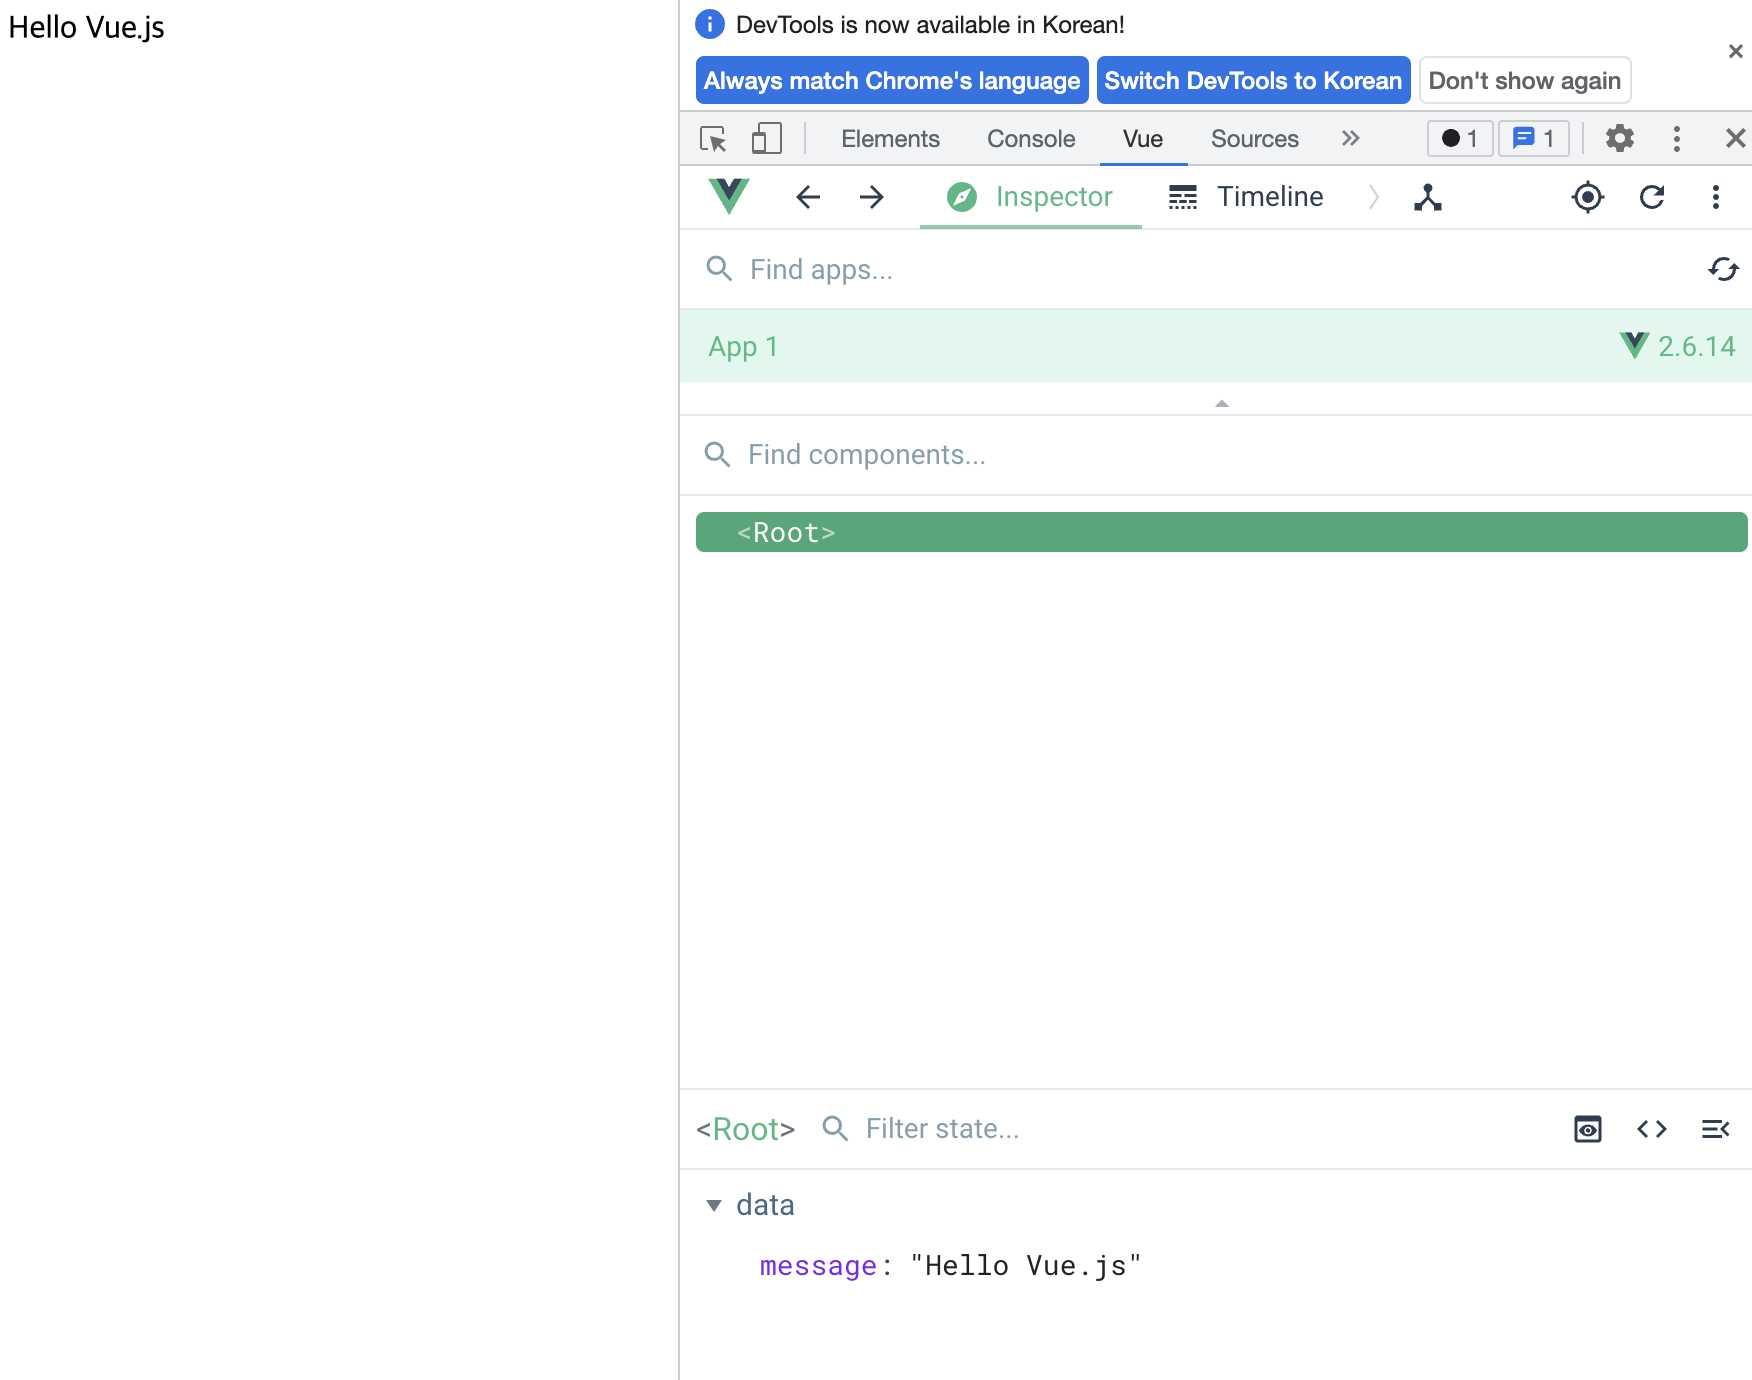 Hello Vue.js
DevTools is now available in Korean!
Always match Chrome's language Switch DevTools to Korean Don't show again
Elements Console Vue Sources 1 1
Inspector Timeline
Find apps...
App 1 2.6.14
Find components...
<Root>
<Root> Filter state...
data
message: "Hello Vue.js"